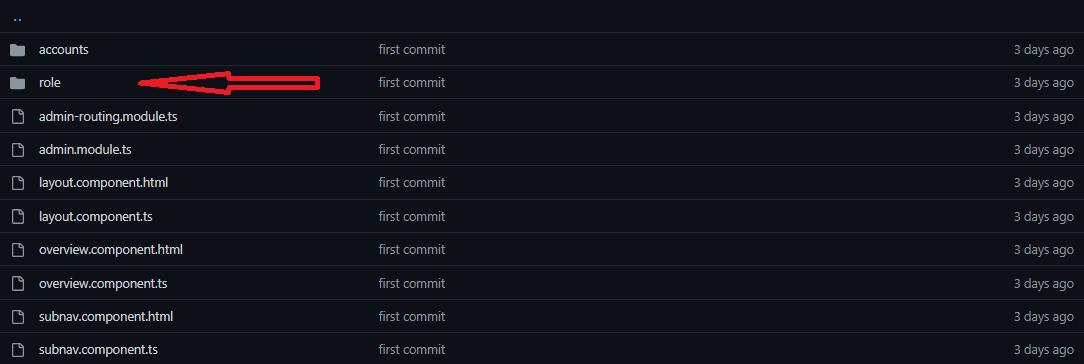 ..
accounts first commit 3 days ago
role first commit 3 days ago
admin-routing.module.ts first commit 3 days ago
admin.module.ts first commit 3 days ago
layout.component.html first commit 3 days ago
layout.component.ts first commit 3 days ago
overview.component.html first commit 3 days ago
overview.component.ts first commit 3 days ago
subnav.component.html first commit 3 days ago
subnav.component.ts first commit 3 days ago